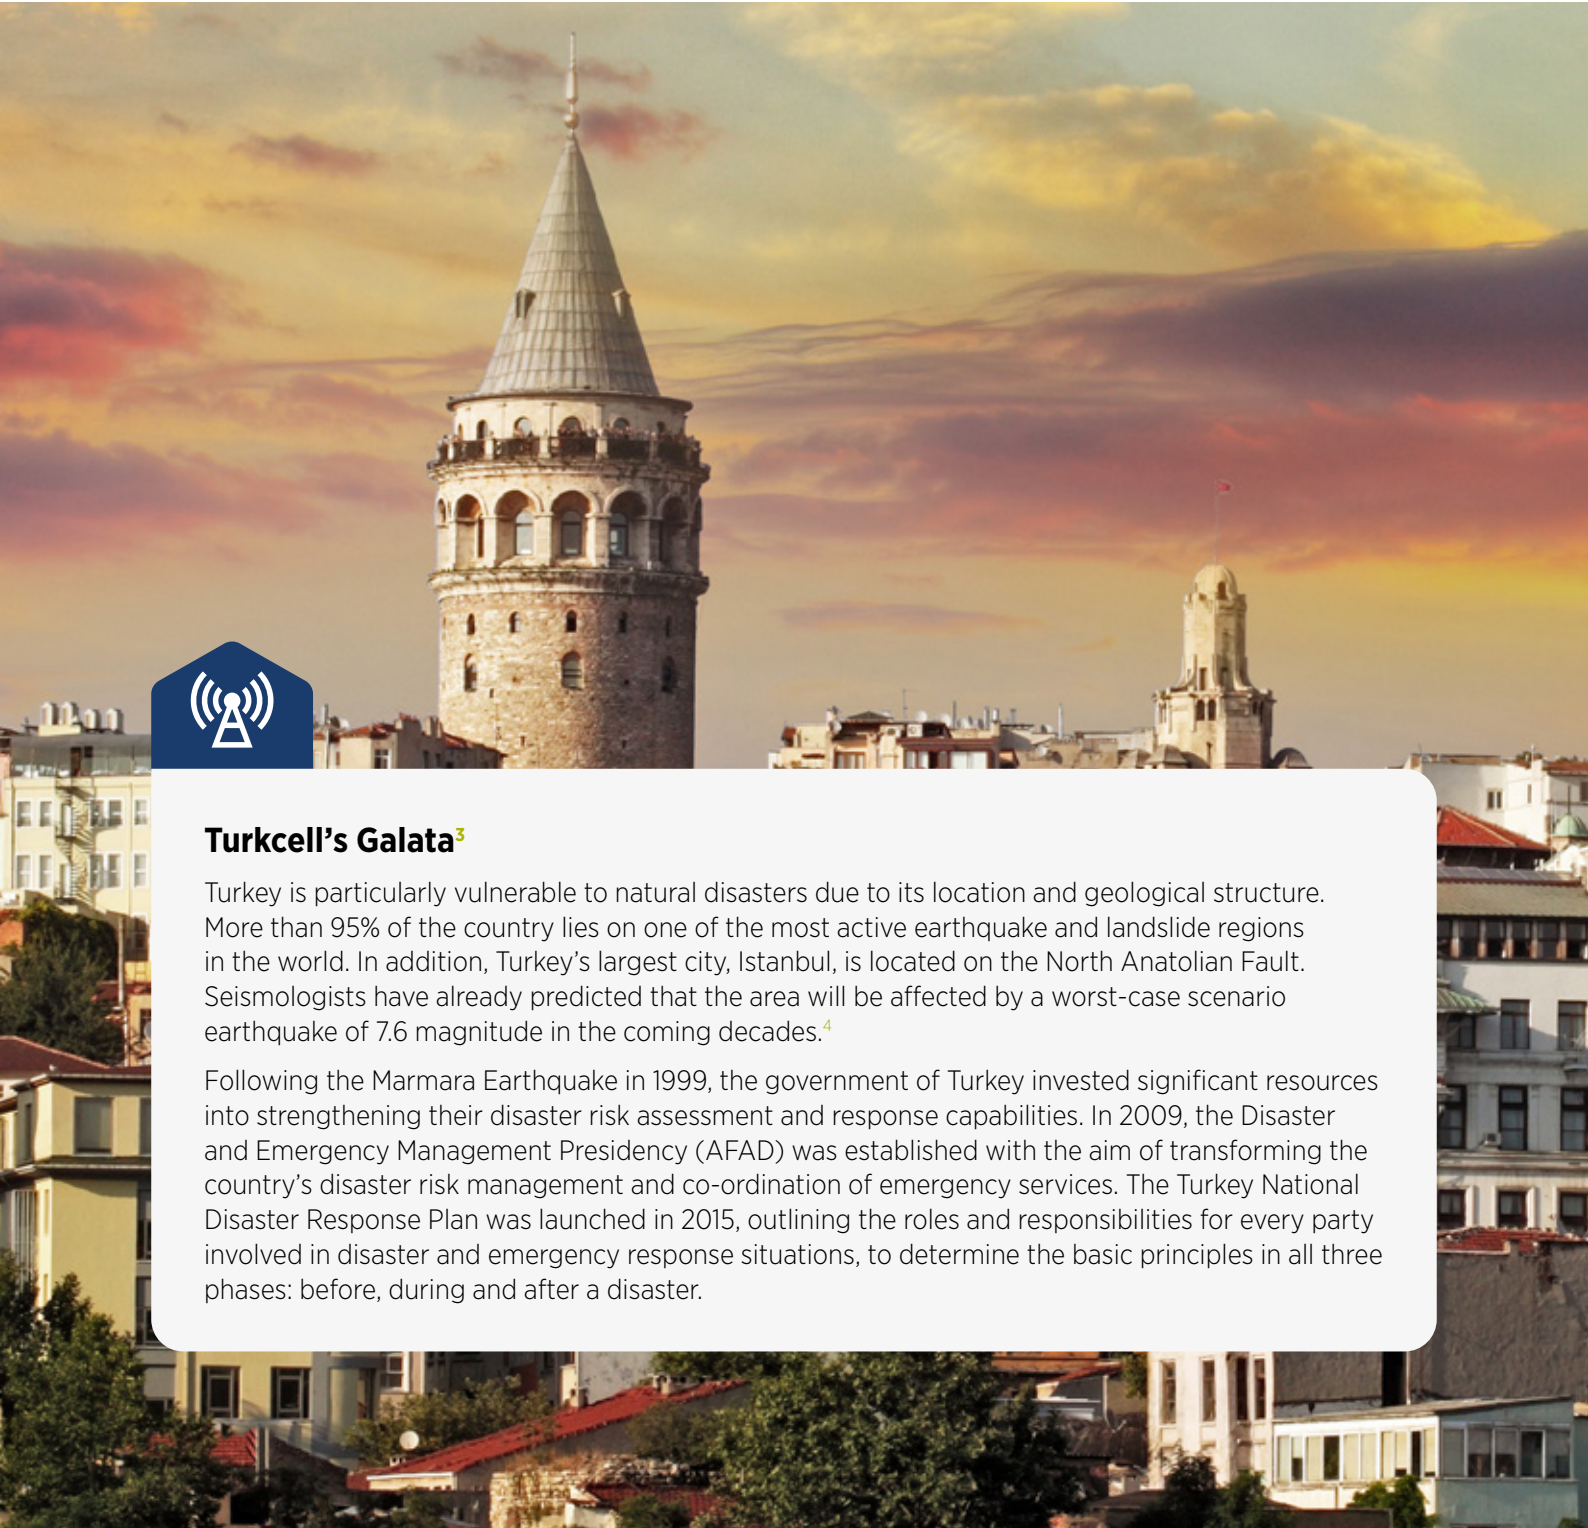 Turkcell’s Galata³
Turkey is particularly vulnerable to natural disasters due to its location and geological structure.
More than 95% of the country lies on one of the most active earthquake and landslide regions
in the world. In addition, Turkey’s largest city, Istanbul, is located on the North Anatolian Fault.
Seismologists have already predicted that the area will be affected by a worst-case scenario
earthquake of 7.6 magnitude in the coming decades.⁴
Following the Marmara Earthquake in 1999, the government of Turkey invested significant resources
into strengthening their disaster risk assessment and response capabilities. In 2009, the Disaster
and Emergency Management Presidency (AFAD) was established with the aim of transforming the
country’s disaster risk management and co-ordination of emergency services. The Turkey National
Disaster Response Plan was launched in 2015, outlining the roles and responsibilities for every party
involved in disaster and emergency response situations, to determine the basic principles in all three
phases: before, during and after a disaster.